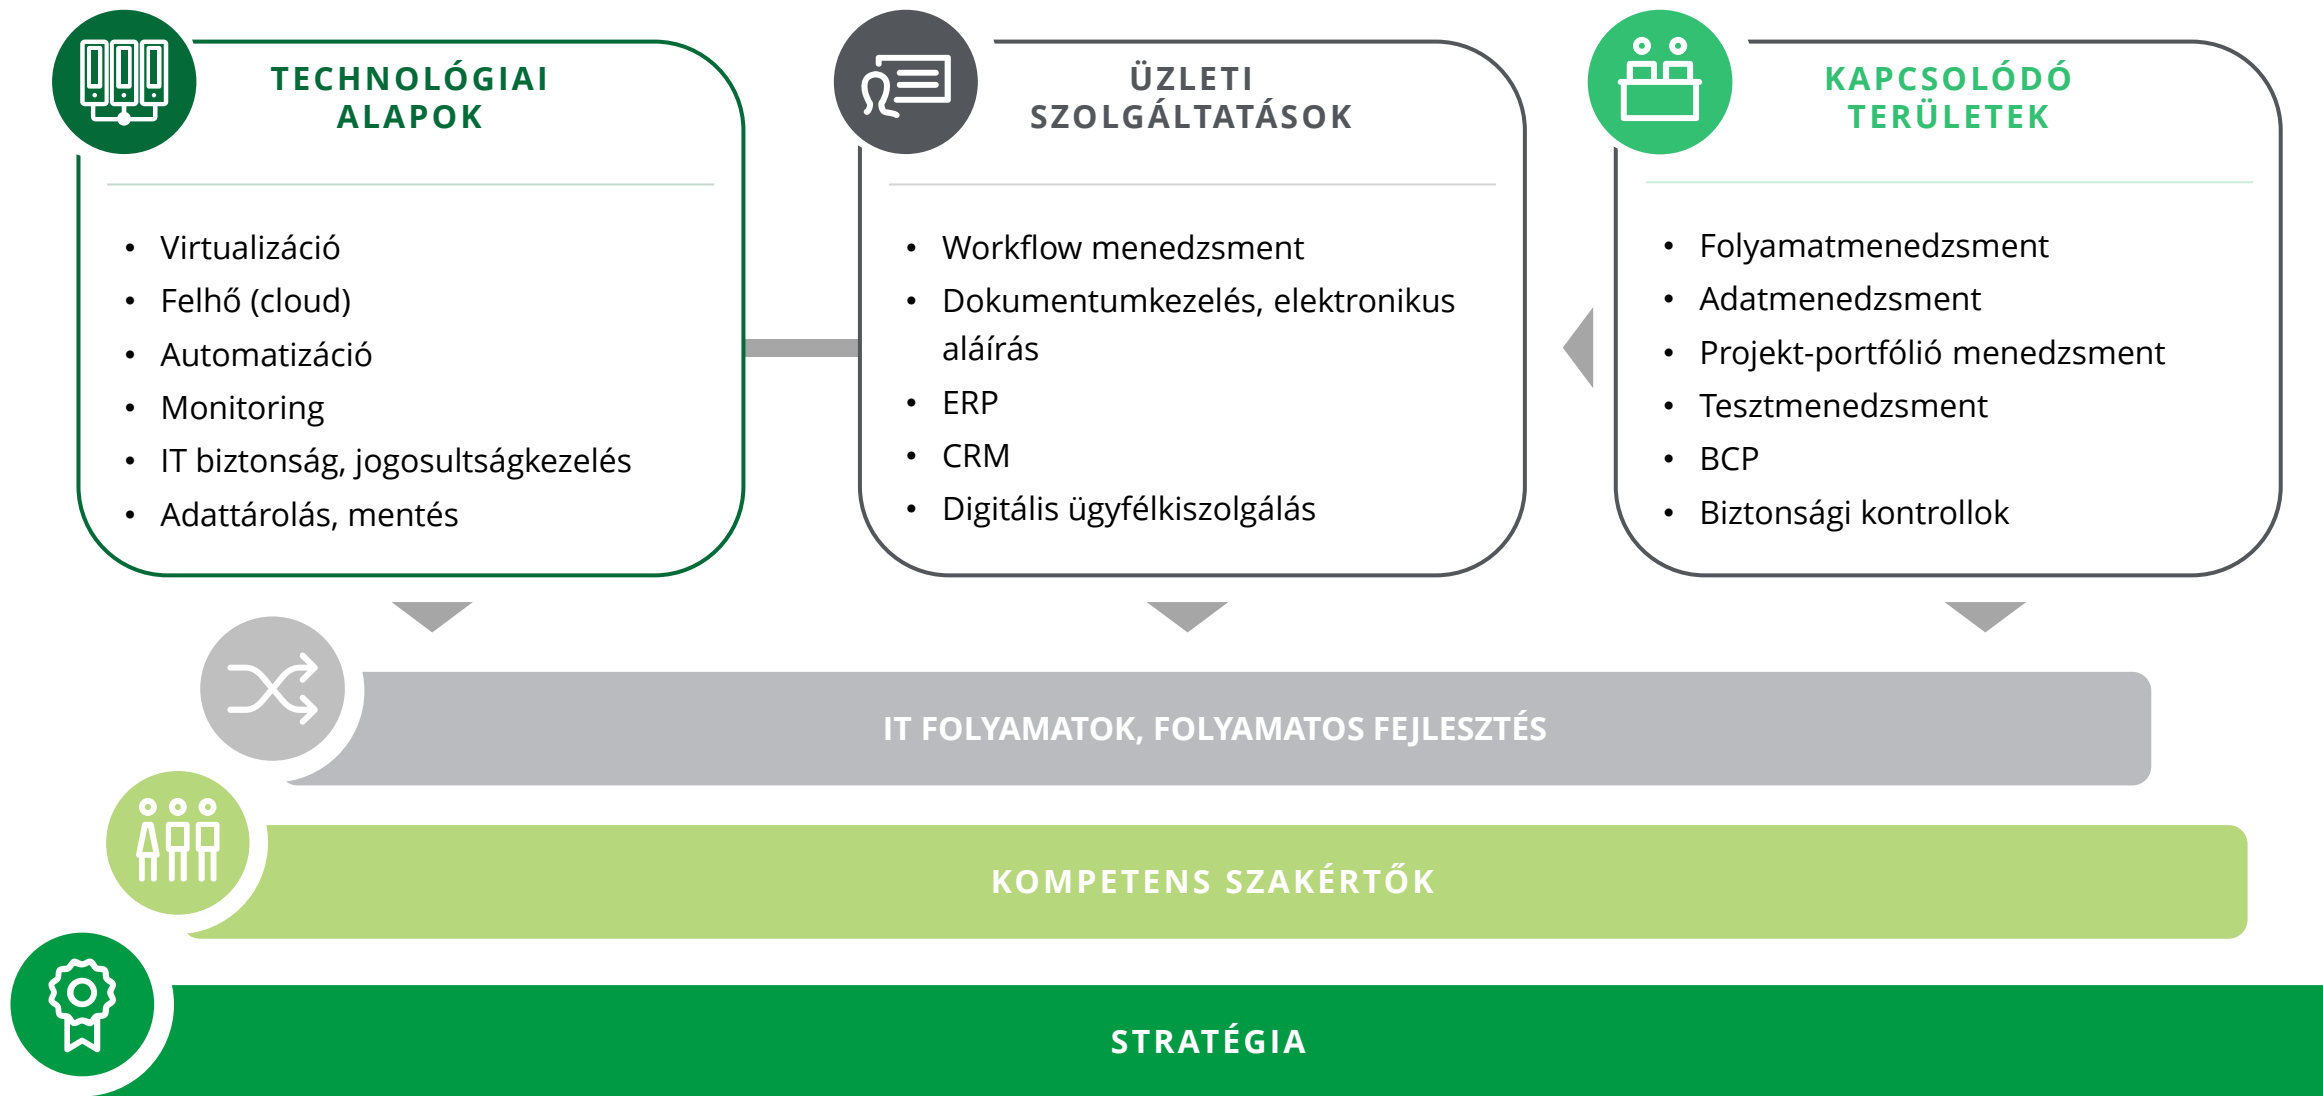 TECHNOLÓGIAI
ALAPOK
• Virtualizáció
• Felhő (cloud)
• Automatizáció
• Monitoring
• IT biztonság, jogosultságkezelés
• Adattárolás, mentés
ÜZLETI
SZOLGÁLTATÁSOK
• Workflow menedzsment
• Dokumentumkezelés, elektronikus
aláírás
• ERP
• CRM
• Digitális ügyfélkiszolgálás
KAPCSOLÓDÓ
TERÜLETEK
• Folyamatmenedzsment
• Adatmenedzsment
• Projekt-portfólió menedzsment
• Tesztmenedzsment
• BCP
• Biztonsági kontrollok
IT FOLYAMATOK, FOLYAMATOS FEJLESZTÉS
KOMPETENS SZAKÉRTŐK
STRATÉGIA